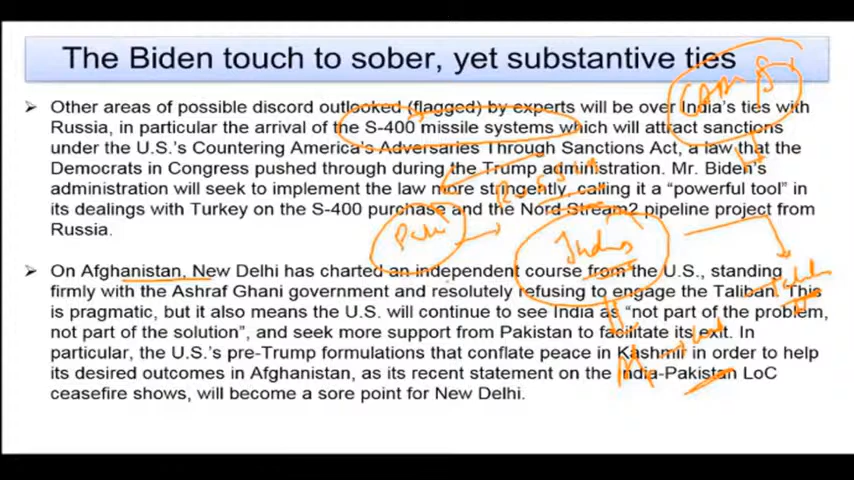 The Biden touch to sober, yet substantive ties
Other areas of possible discord outlooked (flagged) by experts will be over India's ties with
Russia, in particular the arrival of the S-400 missile systems which will attract sanctions
under the U.S.'s Countering America's Adversaries Through Sanctions Act, a law that the
Democrats in Congress pushed through during the Trump administration. Mr. Biden's
administration will seek to implement the law more stringently, calling it a "powerful tool" in
its dealings with Turkey on the S-400 purchase and the Nord Stream2 pipeline project from
Russia.
On Afghanistan, New Delhi has charted an independent course from the U.S., standing
firmly with the Ashraf Ghani government and resolutely refusing to engage the Taliban. This
is pragmatic, but it also means the U.S. will continue to see India as "not part of the problem,
not part of the solution", and seek more support from Pakistan to facilitate its exit. In
particular, the U.S.'s pre-Trump formulations that conflate peace in Kashmir in order to help
its desired outcomes in Afghanistan, as its recent statement on the India-Pakistan LoC
ceasefire shows, will become a sore point for New Delhi.
Russia
India